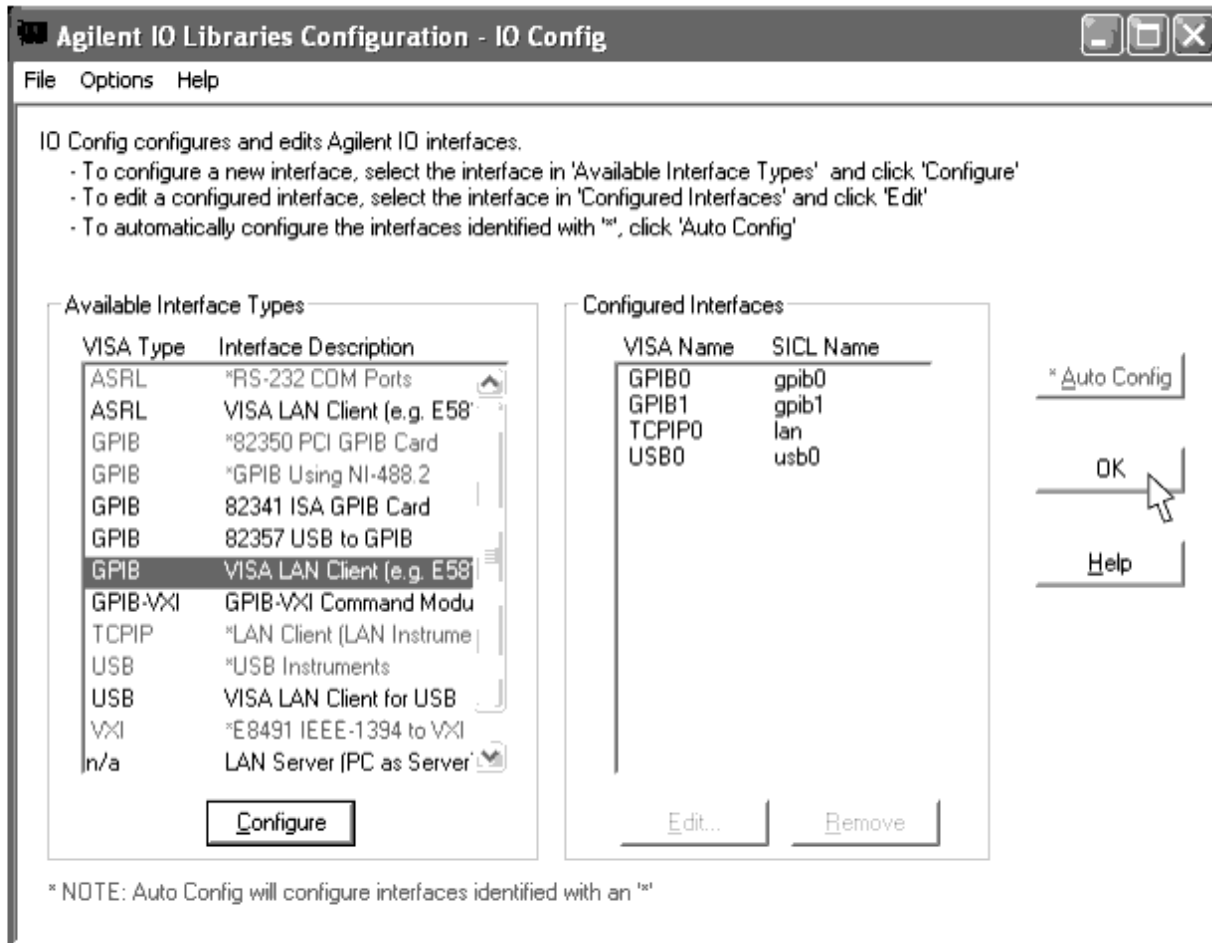 Agilent IO Libraries Configuration - IO Config
File Options Help
IO Config configures and edits Agilent IO interfaces.
- To configure a new interface, select the interface in 'Available Interface Types' and click 'Configure'
- To edit a configured interface, select the interface in 'Configured Interfaces' and click 'Edit'
- To automatically configure the interfaces identified with '*', click 'Auto Config'
Available Interface Types
VISA Type Interface Description
ASRL *RS-232 COM Ports
ASRL VISA LAN Client (e.g. E58
GPIB *82350 PCI GPIB Card
GPIB *GPIB Using NI-488.2
GPIB 82341 ISA GPIB Card
GPIB 82357 USB to GPIB
GPIB VISA LAN Client (e.g. E58
GPIB-VXI GPIB-VXI Command Modu
TCPIP *LAN Client (LAN Instrume
USB *USB Instruments
USB VISA LAN Client for USB
VXI *E8491 IEEE-1394 to VXI
n/a LAN Server (PC as Server
Configure
Configured Interfaces
VISA Name SICL Name
GPIB0 gpib0
GPIB1 gpib1
TCPIP0 lan
USB0 usb0
Edit... Remove
* Auto Config
OK
Help
* NOTE: Auto Config will configure interfaces identified with an '*'